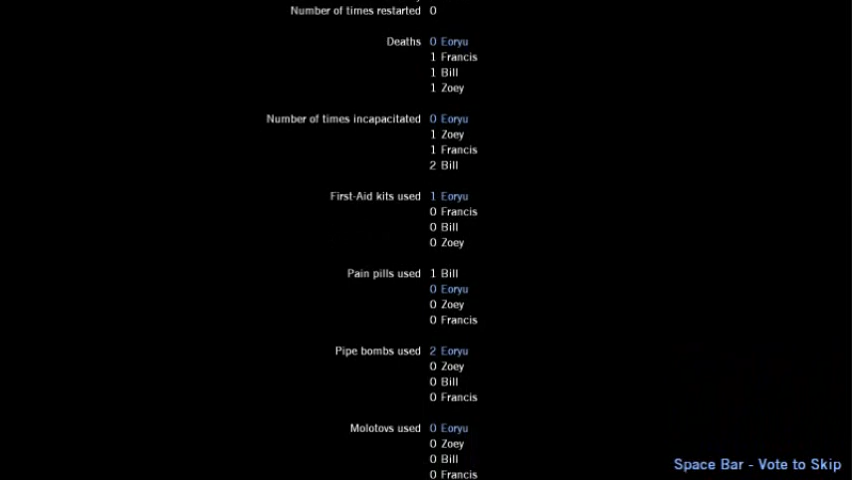 Number of times restarted 0
Deaths 0 Eoryu
1 Francis
1 Bill
1 Zoey
Number of times incapacitated 0 Eoryu
1 Zoey
1 Francis
2 Bill
First-Aid kits used 1 Eoryu
0 Francis
0 Bill
0 Zoey
Pain pills used 1 Bill
0 Eoryu
0 Zoey
0 Francis
Pipe bombs used 2 Eoryu
0 Zoey
0 Bill
0 Francis
Molotovs used 0 Eoryu
0 Zoey
0 Bill
0 Francis
Space Bar - Vote to Skip